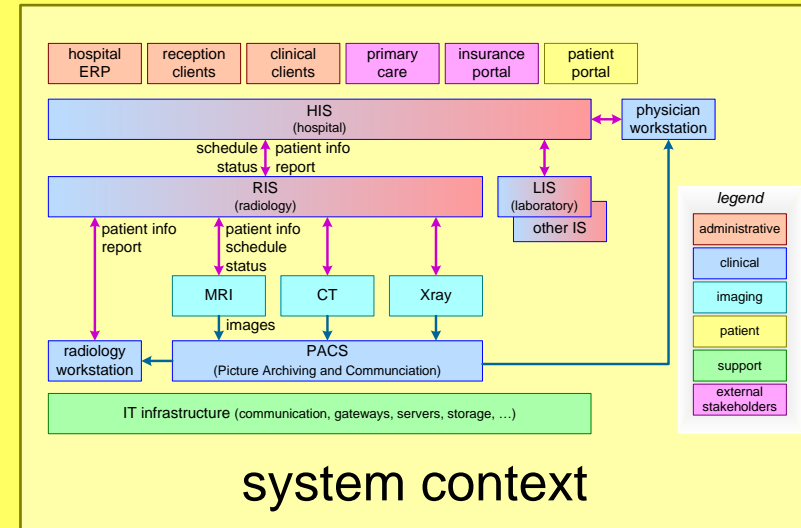 hospital
ERP
reception
clients
clinical
clients
primary
care
insurance
portal
patient
portal
HIS
(hospital)
physician
workstation
schedule
status
patient info
report
RIS
(radiology)
LIS
(laboratory)
other IS
patient info
report
patient info
schedule
status
MRI
CT
Xray
images
radiology
workstation
PACS
(Picture Archiving and Communciation)
IT infrastructure (communication, gateways, servers, storage, …)
legend
administrative
clinical
imaging
patient
support
external
stakeholders
system context